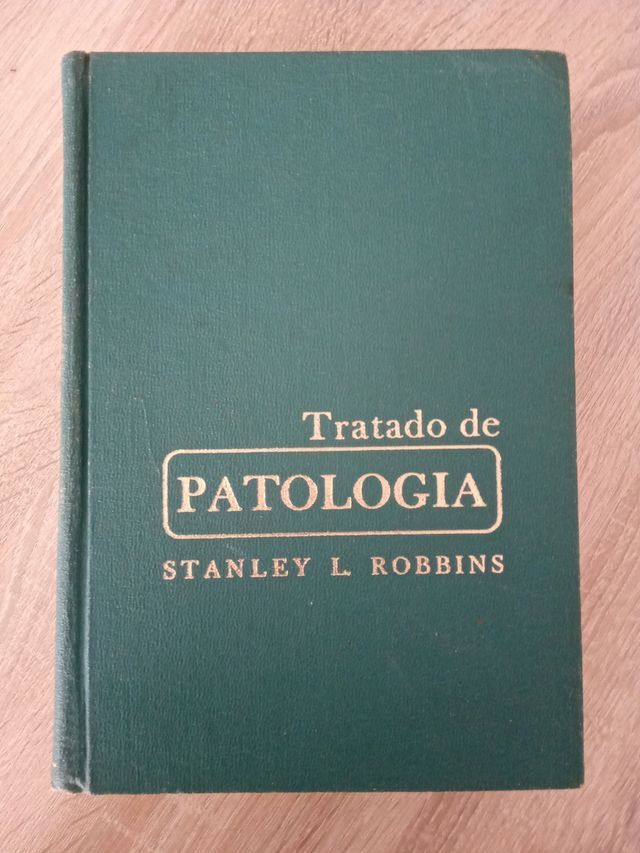 Tratado de
PATOLOGIA
STANLEY L. ROBBINS